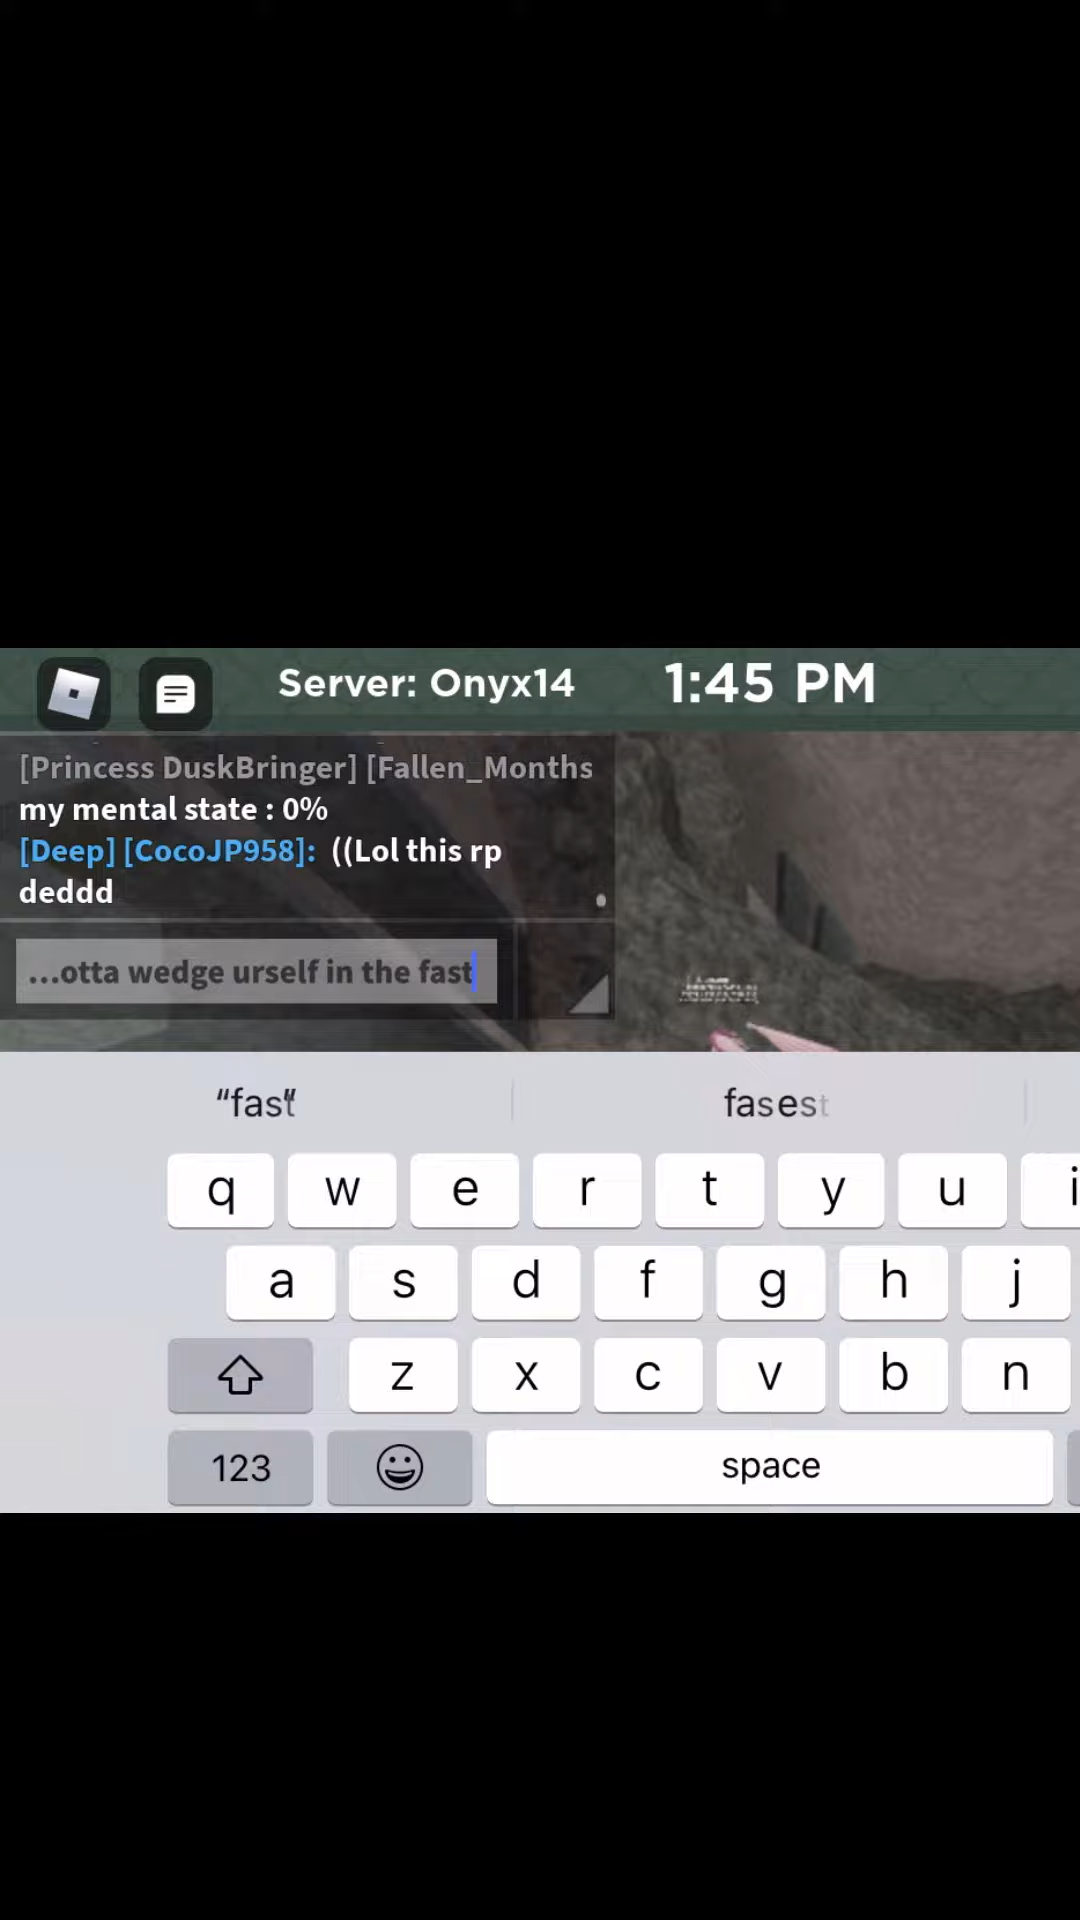 Server: Onyx14 1:45 PM
[Princess DuskBringer] [Fallen_Months
my mental state : 0%
[Deep] [CocoJP958]: ((Lol this rp
deddd
...otta wedge urself in the fast
“fast” fasest
q w e r t y u i
a s d f g h j
z x c v b n
123 space